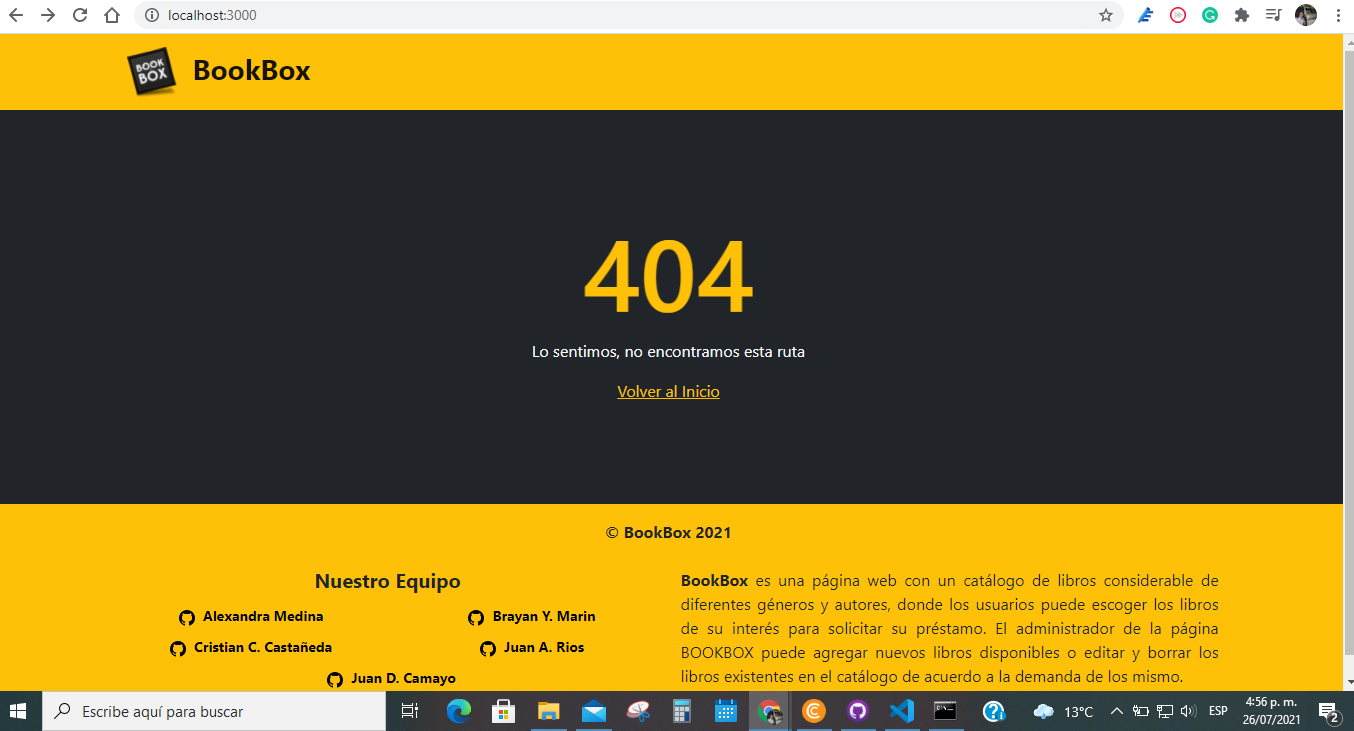 localhost:3000
BOOK
BOX
BookBox
404
Lo sentimos, no encontramos esta ruta
Volver al Inicio
© BookBox 2021
Nuestro Equipo
Alexandra Medina
Brayan Y. Marin
Cristian C. Castañeda
Juan A. Rios
Juan D. Camayo
BookBox es una página web con un catálogo de libros considerable de
diferentes géneros y autores, donde los usuarios puede escoger los libros
de su interés para solicitar su préstamo. El administrador de la página
BOOKBOX puede agregar nuevos libros disponibles o editar y borrar los
libros existentes en el catálogo de acuerdo a la demanda de los mismo.
Escribe aquí para buscar
13°C
ESP
4:56 p. m.
26/07/2021
2